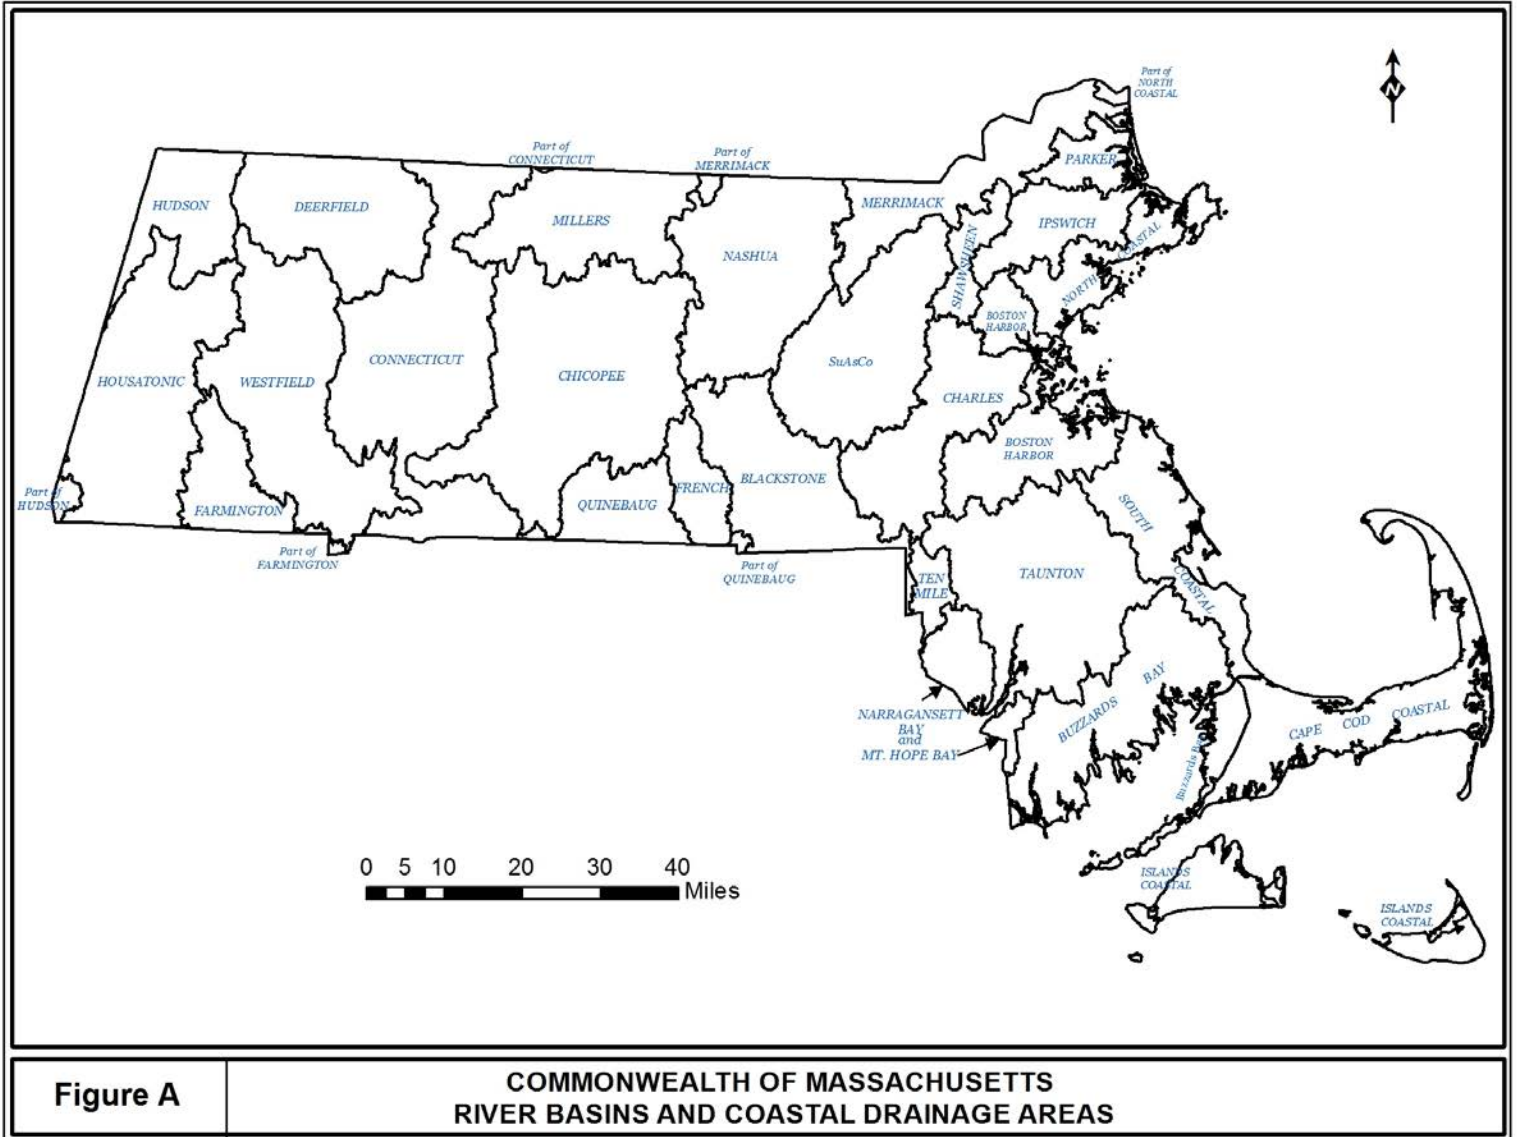 Part of
NORTH
COASTAL
N
Part of
CONNECTICUT
Part of
MERRIMACK
PARKER
HUDSON
DEERFIELD
MILLERS
MERRIMACK
IPSWICH
NASHUA
SHAWSHEEN
NORTH COASTAL
BOSTON
HARBOR
HOUSATONIC
WESTFIELD
CONNECTICUT
CHICOPEE
SuAsCo
CHARLES
BOSTON
HARBOR
Part of
HUDSON
FARMINGTON
QUINEBAUG
FRENCH
BLACKSTONE
SOUTH
COASTAL
Part of
FARMINGTON
Part of
QUINEBAUG
TEN
MILE
TAUNTON
NARRAGANSETT
BAY
and
MT. HOPE BAY
BUZZARDS BAY
Buzzards Bay
CAPE COD COASTAL
0 5 10 20 30 40
Miles
ISLANDS
COASTAL
ISLANDS
COASTAL
Figure A
COMMONWEALTH OF MASSACHUSETTS
RIVER BASINS AND COASTAL DRAINAGE AREAS